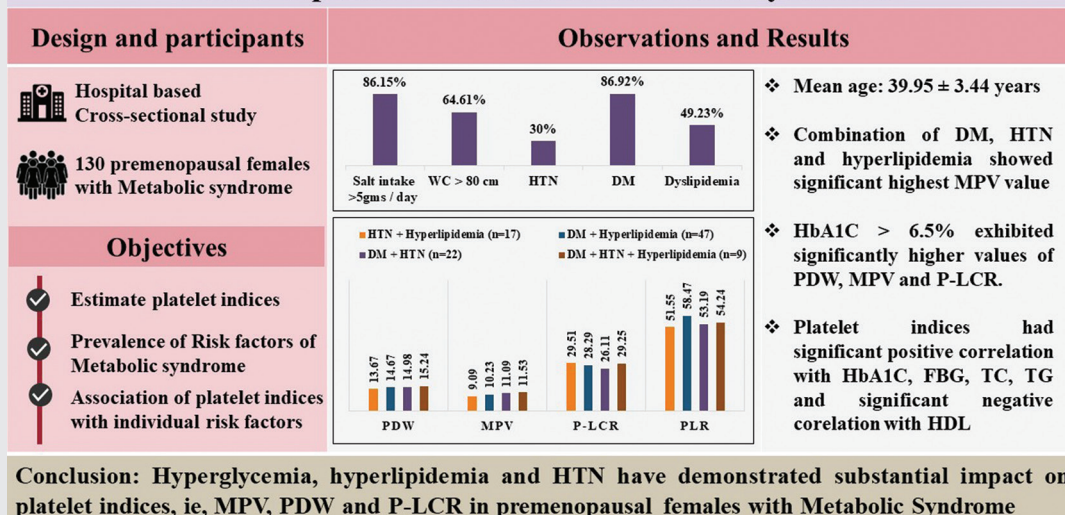 Design and participants
Hospital based
Cross-sectional study
130 premenopausal females
with Metabolic syndrome
Objectives
Estimate platelet indices
Prevalence of Risk factors of
Metabolic syndrome
Association of platelet indices
with individual risk factors
Observations and Results
86.15%
64.61%
30%
86.92%
49.23%
Salt intake
>5gms / day
WC > 80 cm
HTN
DM
Dyslipidemia
HTN + Hyperlipidemia (n=17)
DM + Hyperlipidemia (n=47)
DM + HTN (n=22)
DM + HTN + Hyperlipidemia (n=9)
13.67
14.67
14.98
15.24
9.09
10.23
11.09
11.53
29.51
28.29
26.11
29.25
51.55
58.47
53.19
54.24
PDW
MPV
P-LCR
PLR
❖ Mean age: 39.95 ± 3.44 years
❖ Combination of DM, HTN
and hyperlipidemia showed
significant highest MPV value
❖ HbA1C > 6.5% exhibited
significantly higher values of
PDW, MPV and P-LCR.
❖ Platelet indices had
significant positive correlation
with HbA1C, FBG, TC, TG
and significant negative
corelation with HDL
Conclusion: Hyperglycemia, hyperlipidemia and HTN have demonstrated substantial impact on
platelet indices, ie, MPV, PDW and P-LCR in premenopausal females with Metabolic Syndrome